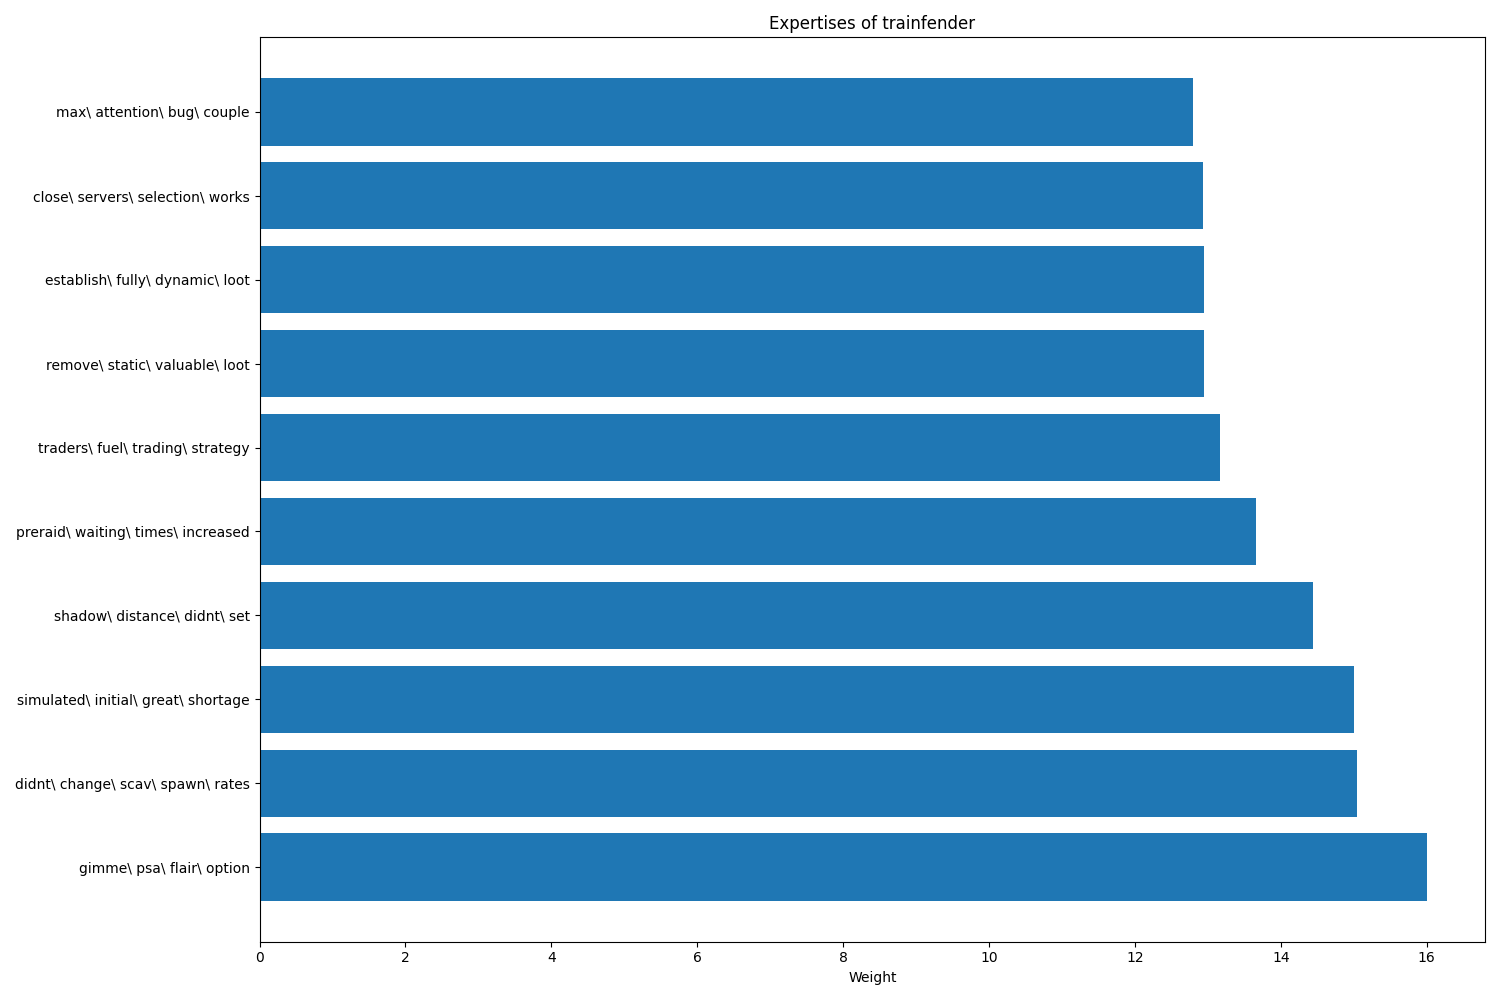 Expertises of trainfender
max\ attention\ bug\ couple
close\ servers\ selection\ works
establish\ fully\ dynamic\ loot
remove\ static\ valuable\ loot
traders\ fuel\ trading\ strategy
preraid\ waiting\ times\ increased
shadow\ distance\ didnt\ set
simulated\ initial\ great\ shortage
didnt\ change\ scav\ spawn\ rates
gimme\ psa\ flair\ option
0 2 4 6 8 10 12 14 16
Weight